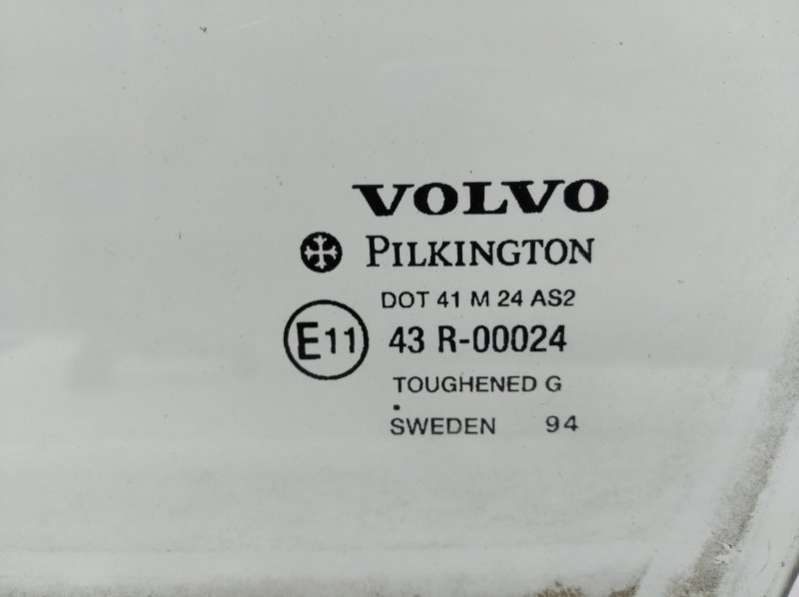 VOLVO
PILKINGTON
DOT 41 M 24 AS2
E11 43 R-00024
TOUGHENED G
SWEDEN 94